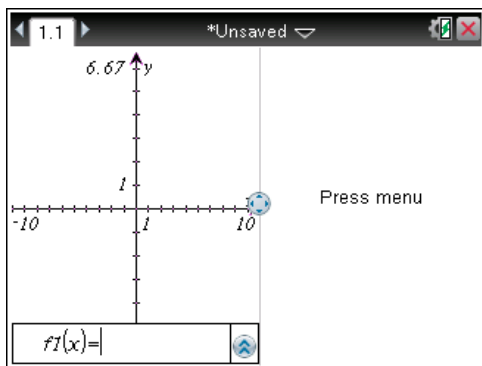 1.1 *Unsaved
6.67 y
1
-10 1 10
Press menu
f1(x)=